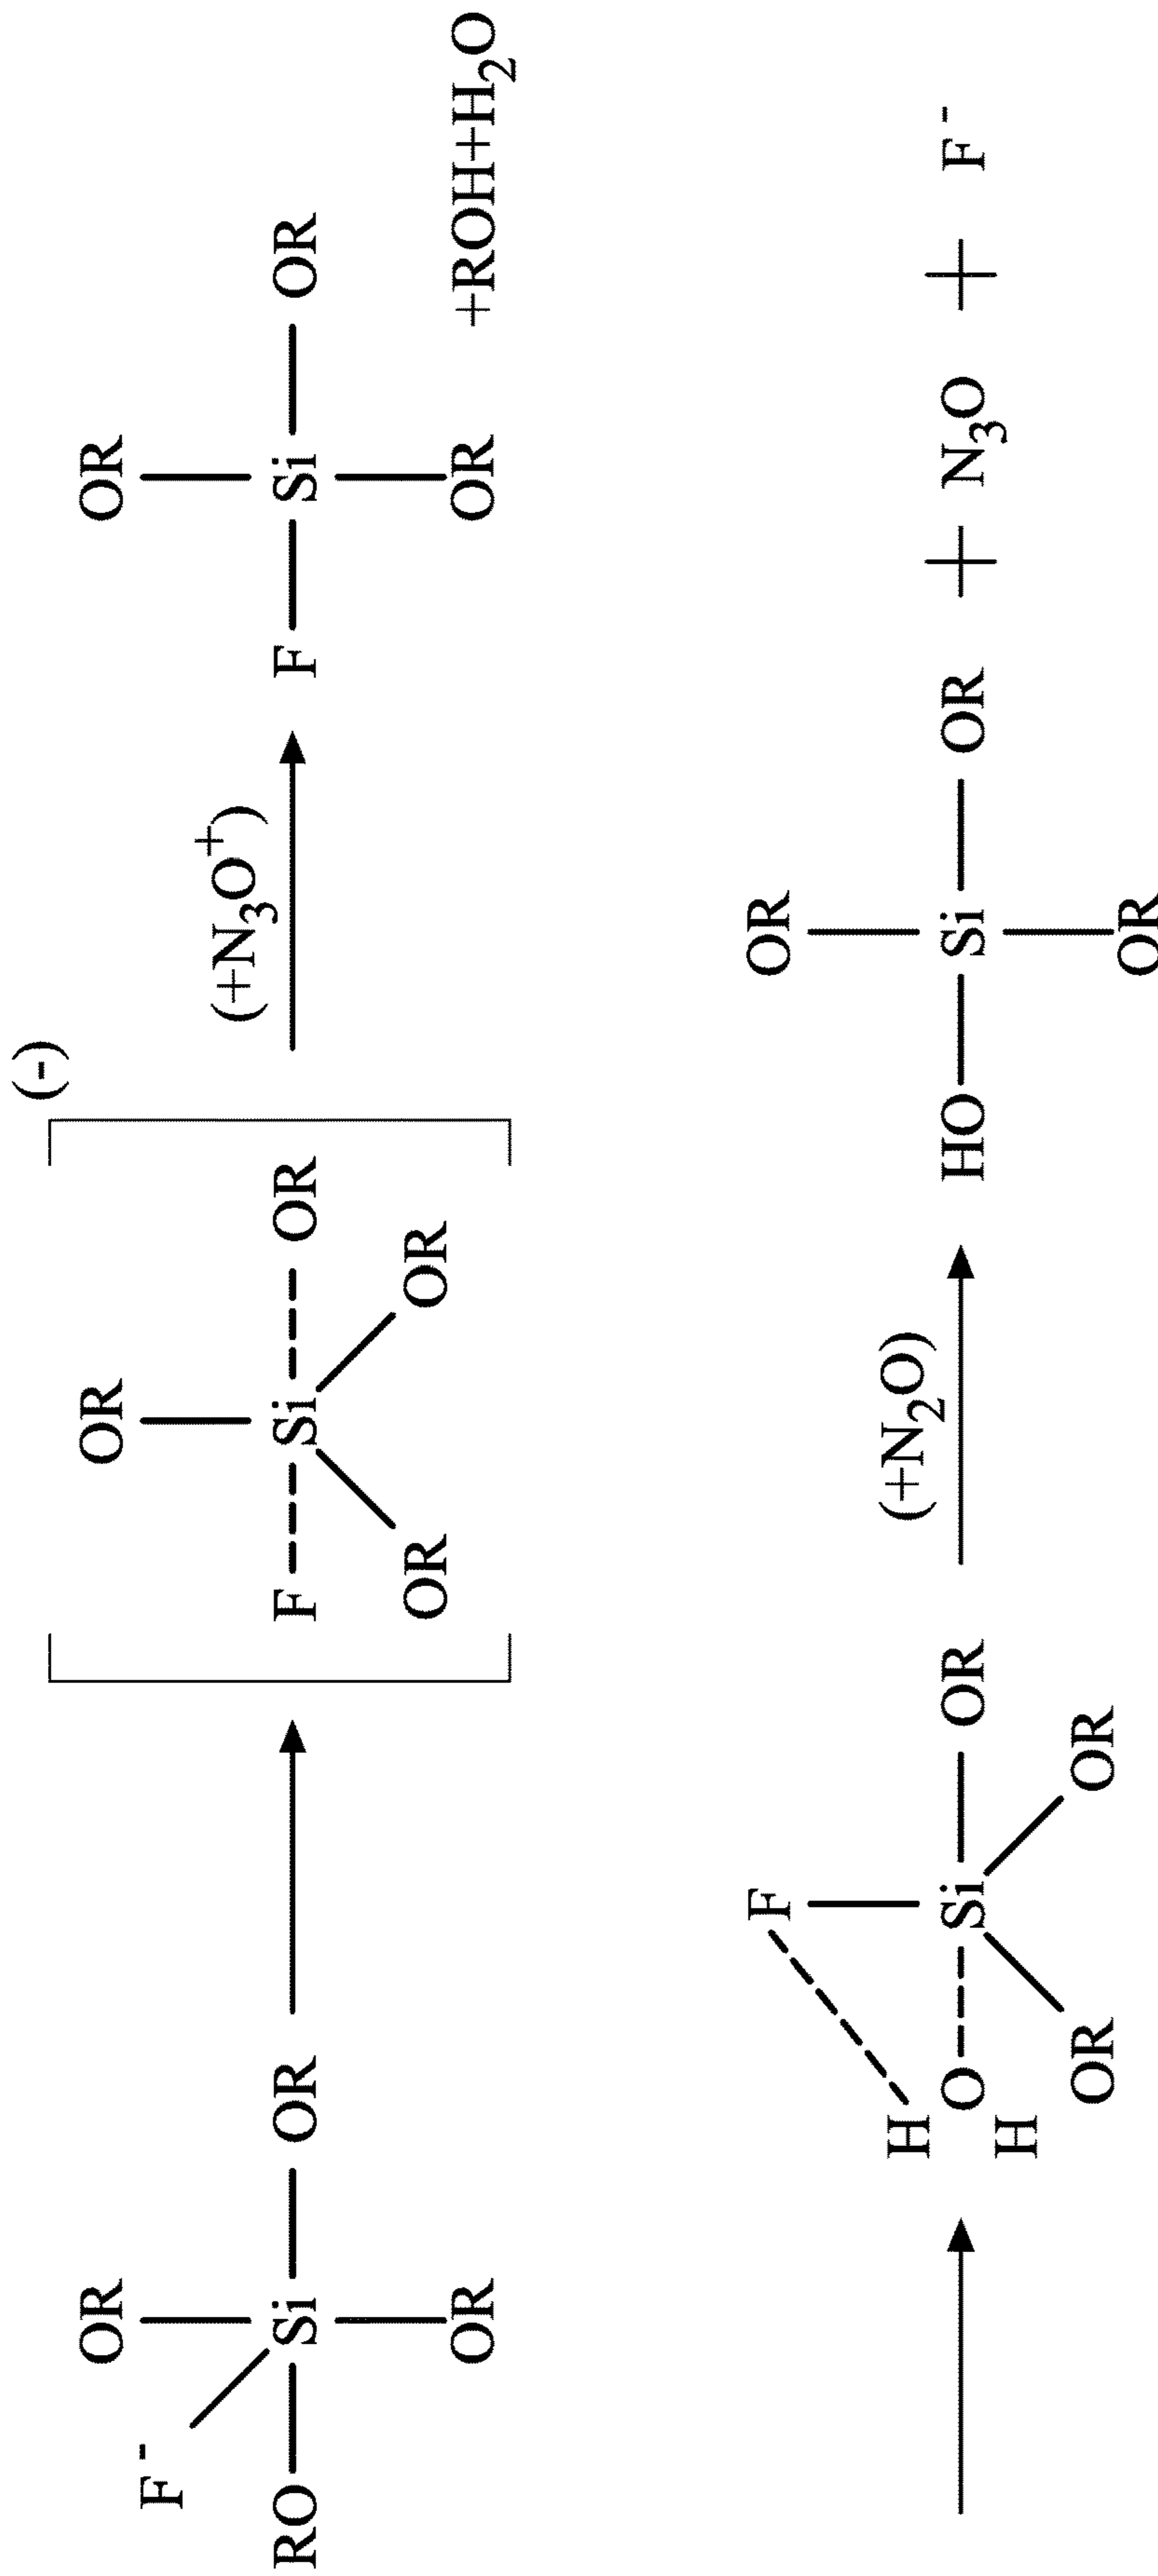 (-)
OR OR OR
F- (+N₃O⁺)
RO Si OR F Si OR F Si OR
OR OR
OR OR
+ROH+H₂O
F OR
H (+N₂O)
O Si OR HO Si OR + N₃O + F-
H
OR OR
OR